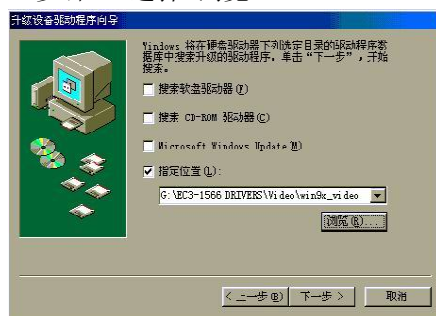 升级设备驱动程序向导
Windows 将在硬盘驱动器下列选定目录的驱动程序数
据库中搜索升级的驱动程序。单击“下一步”，开始
搜索。
搜索软盘驱动器(F)
搜索 CD-ROM 驱动器(C)
Microsoft Windows Update(M)
指定位置(L):
G:\EC3-1566 DRIVERS\Video\win9x_video
浏览(R)...
< 上一步(B)
下一步 >
取消